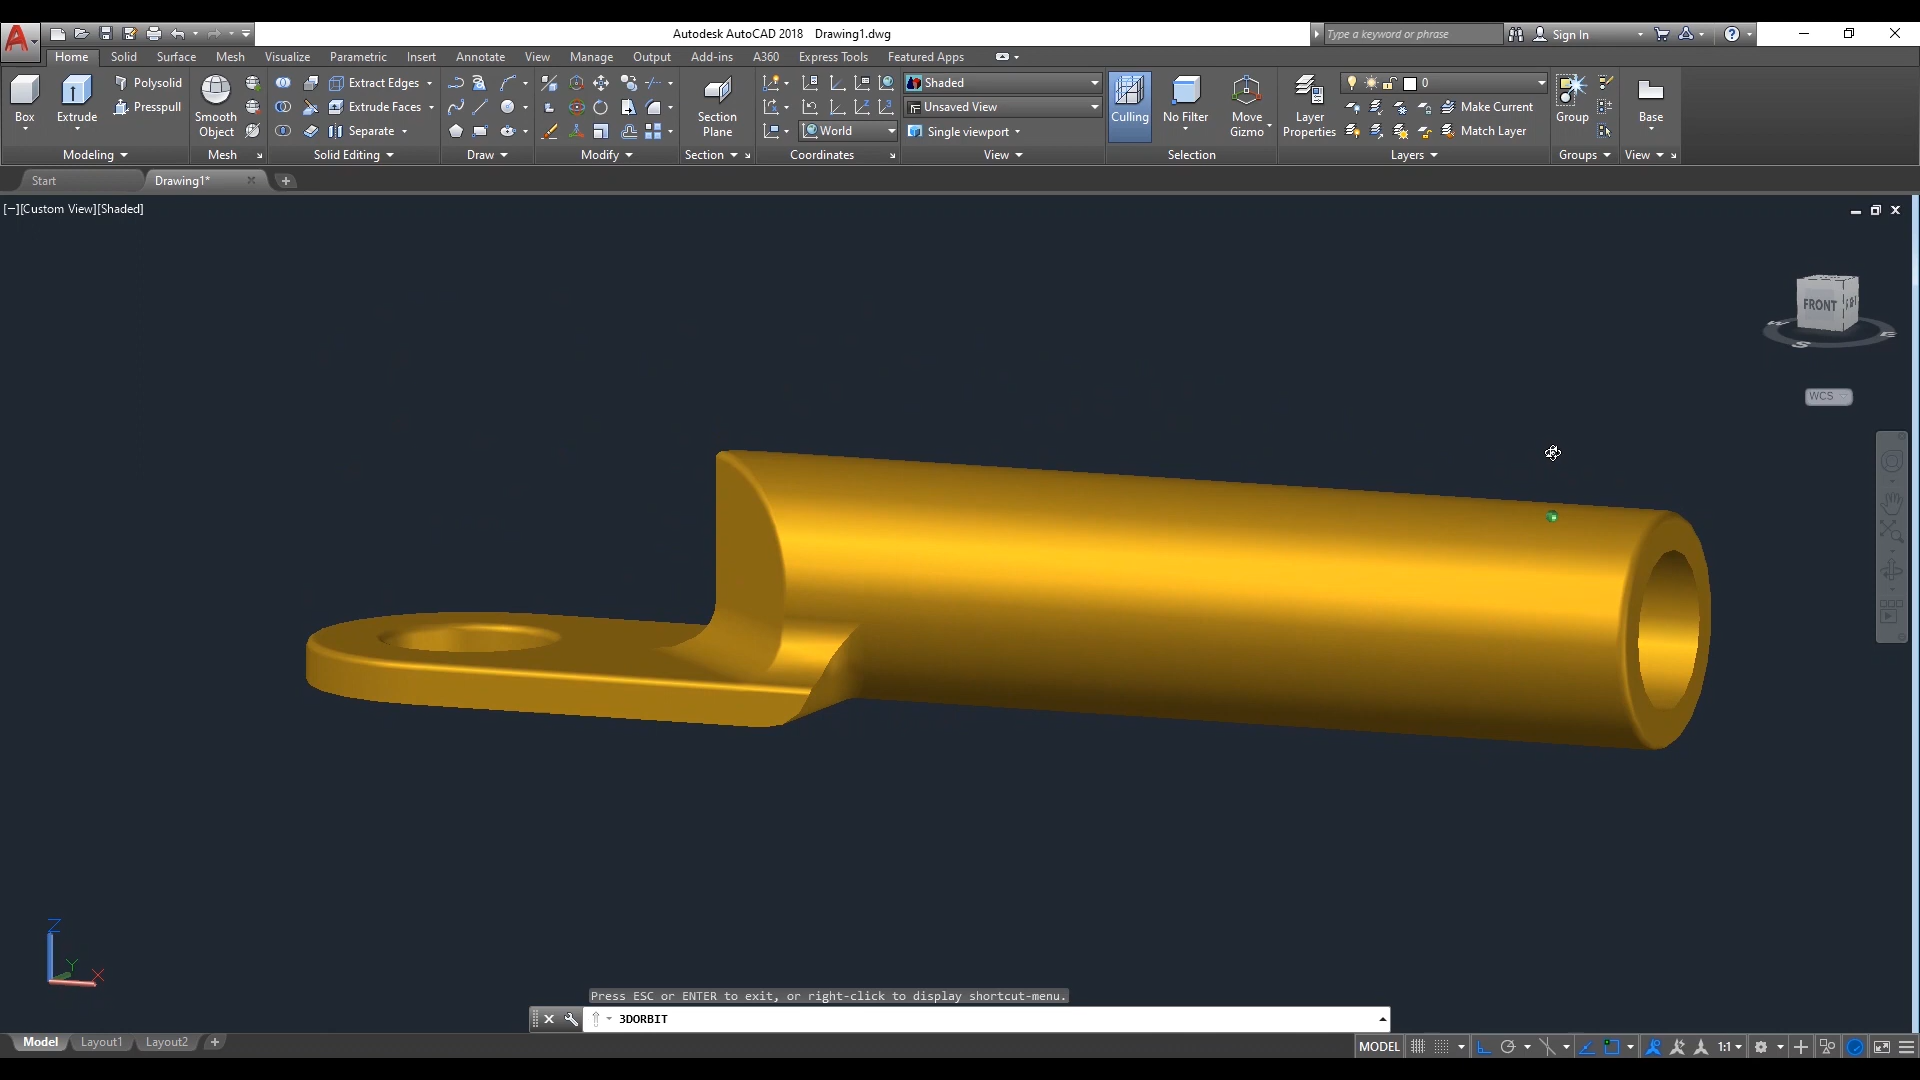 Autodesk AutoCAD 2018 Drawing1.dwg
Type a keyword or phrase
Sign In
Home Solid Surface Mesh Visualize Parametric Insert Annotate View Manage Output Add-ins A360 Express Tools Featured Apps
Box
Extrude
Polysolid
Presspull
Modeling
Smooth Object
Mesh
Extract Edges
Extrude Faces
Separate
Solid Editing
Draw
Modify
Section Plane
Section
World
Coordinates
Shaded
Unsaved View
Single viewport
View
Culling
No Filter
Move Gizmo
Selection
Layer Properties
0
Make Current
Match Layer
Layers
Group
Groups
Base
View
Start
Drawing1*
[−][Custom View][Shaded]
FRONT
S
E
WCS
Z
Y
X
Press ESC or ENTER to exit, or right-click to display shortcut-menu.
3DORBIT
Model Layout1 Layout2
MODEL
1:1